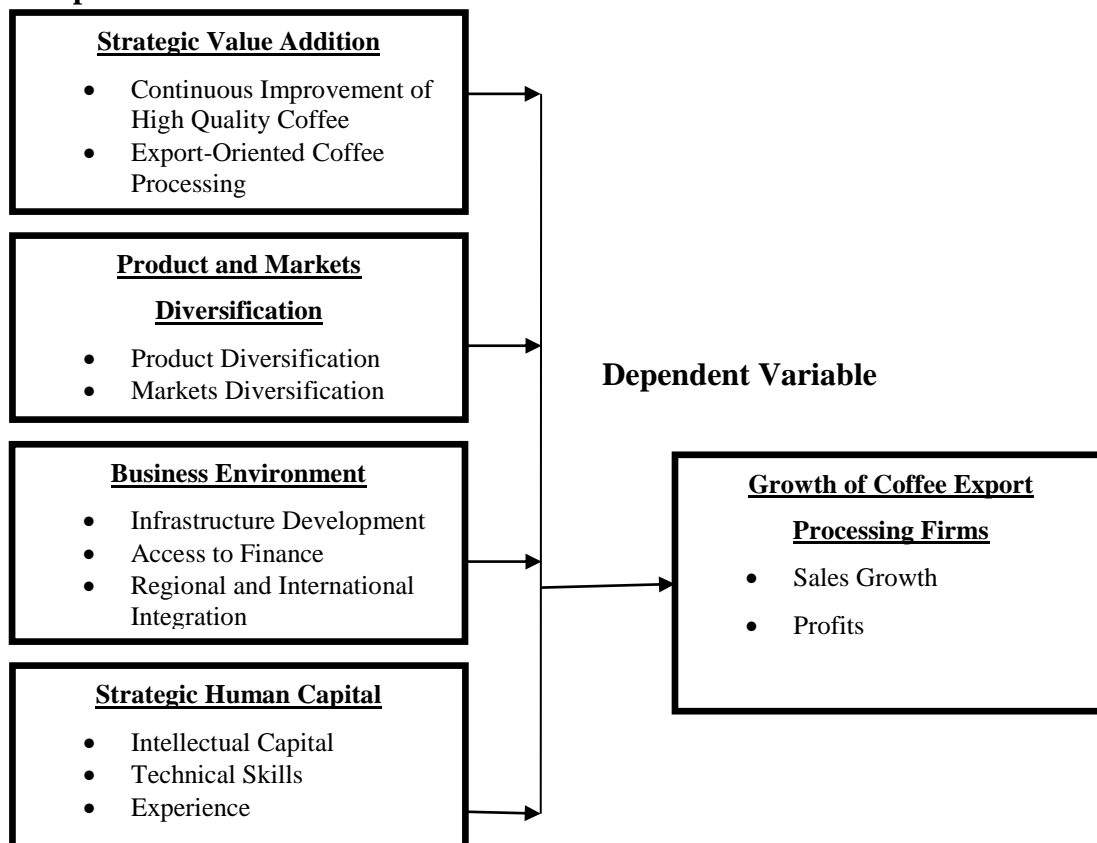 Strategic Value Addition
• Continuous Improvement of
High Quality Coffee
• Export-Oriented Coffee
Processing
Product and Markets
Diversification
• Product Diversification
• Markets Diversification
Business Environment
• Infrastructure Development
• Access to Finance
• Regional and International
Integration
Strategic Human Capital
• Intellectual Capital
• Technical Skills
• Experience
Dependent Variable
Growth of Coffee Export
Processing Firms
• Sales Growth
• Profits